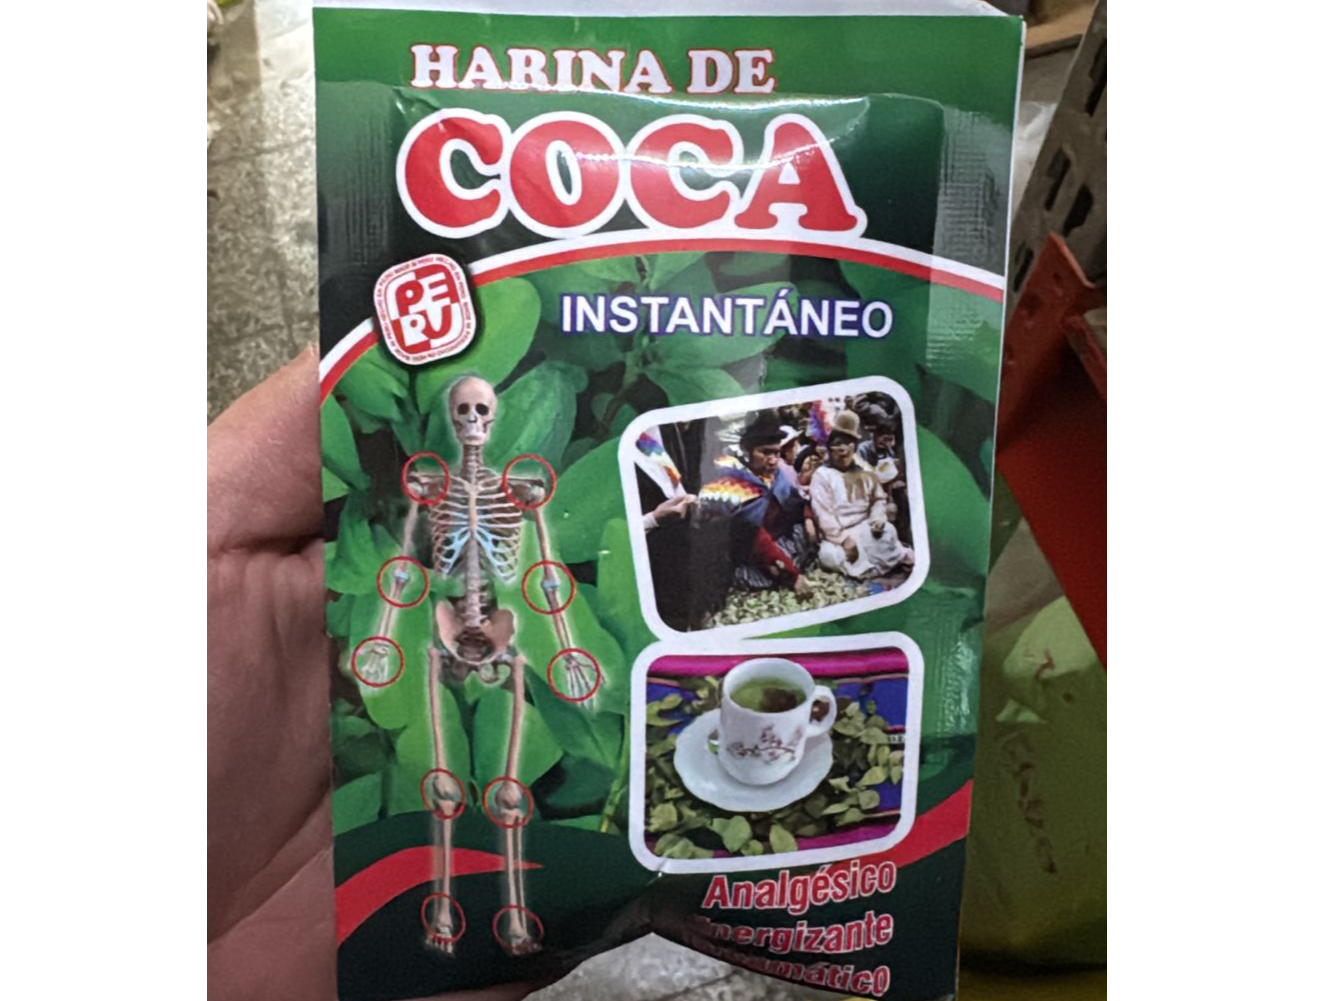 HARINA DE
COCA
PERU
INSTANTÁNEO
Analgésico